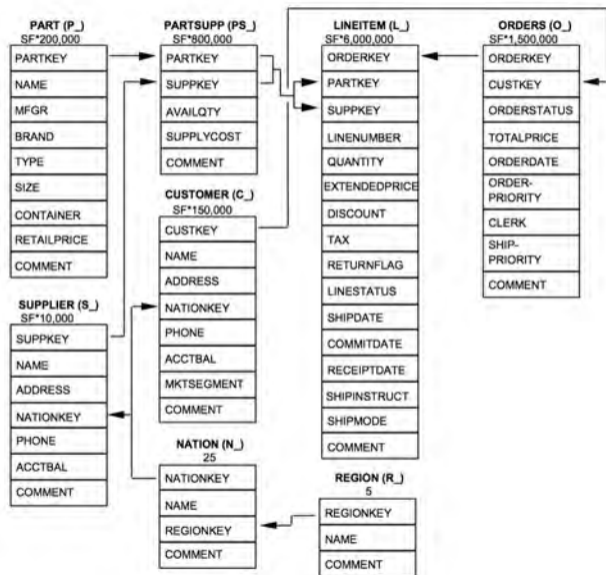 PART (P_)
SF*200,000
PARTKEY
NAME
MFGR
BRAND
TYPE
SIZE
CONTAINER
RETAILPRICE
COMMENT
SUPPLIER (S_)
SF*10,000
SUPPKEY
NAME
ADDRESS
NATIONKEY
PHONE
ACCTBAL
COMMENT
PARTSUPP (PS_)
SF*800,000
PARTKEY
SUPPKEY
AVAILQTY
SUPPLYCOST
COMMENT
CUSTOMER (C_)
SF*150,000
CUSTKEY
NAME
ADDRESS
NATIONKEY
PHONE
ACCTBAL
MKTSEGMENT
COMMENT
NATION (N_)
25
NATIONKEY
NAME
REGIONKEY
COMMENT
LINEITEM (L_)
SF*6,000,000
ORDERKEY
PARTKEY
SUPPKEY
LINENUMBER
QUANTITY
EXTENDEDPRICE
DISCOUNT
TAX
RETURNFLAG
LINESTATUS
SHIPDATE
COMMITDATE
RECEIPTDATE
SHIPINSTRUCT
SHIPMODE
COMMENT
REGION (R_)
5
REGIONKEY
NAME
COMMENT
ORDERS (O_)
SF*1,500,000
ORDERKEY
CUSTKEY
ORDERSTATUS
TOTALPRICE
ORDERDATE
ORDER-
PRIORITY
CLERK
SHIP-
PRIORITY
COMMENT